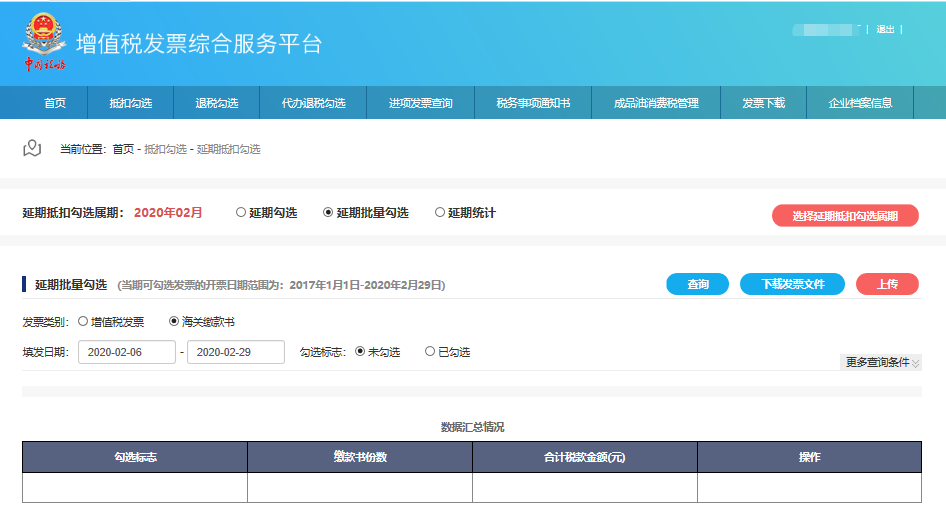 增值税发票综合服务平台
中国税务
| 退出 |
首页 抵扣勾选 退税勾选 代办退税勾选 进项发票查询 税务事项通知书 成品油消费税管理 发票下载 企业档案信息
当前位置：首页 - 抵扣勾选 - 延期抵扣勾选
延期抵扣勾选属期： 2020年02月 延期勾选 延期批量勾选 延期统计 选择延期抵扣勾选属期
延期批量勾选 (当期可勾选发票的开票日期范围为：2017年1月1日-2020年2月29日) 查询 下载发票文件 上传
发票类别： 增值税发票 海关缴款书
填发日期： 2020-02-06 - 2020-02-29 勾选标志： 未勾选 已勾选
更多查询条件
数据汇总情况
勾选标志 缴款书份数 合计税款金额(元) 操作